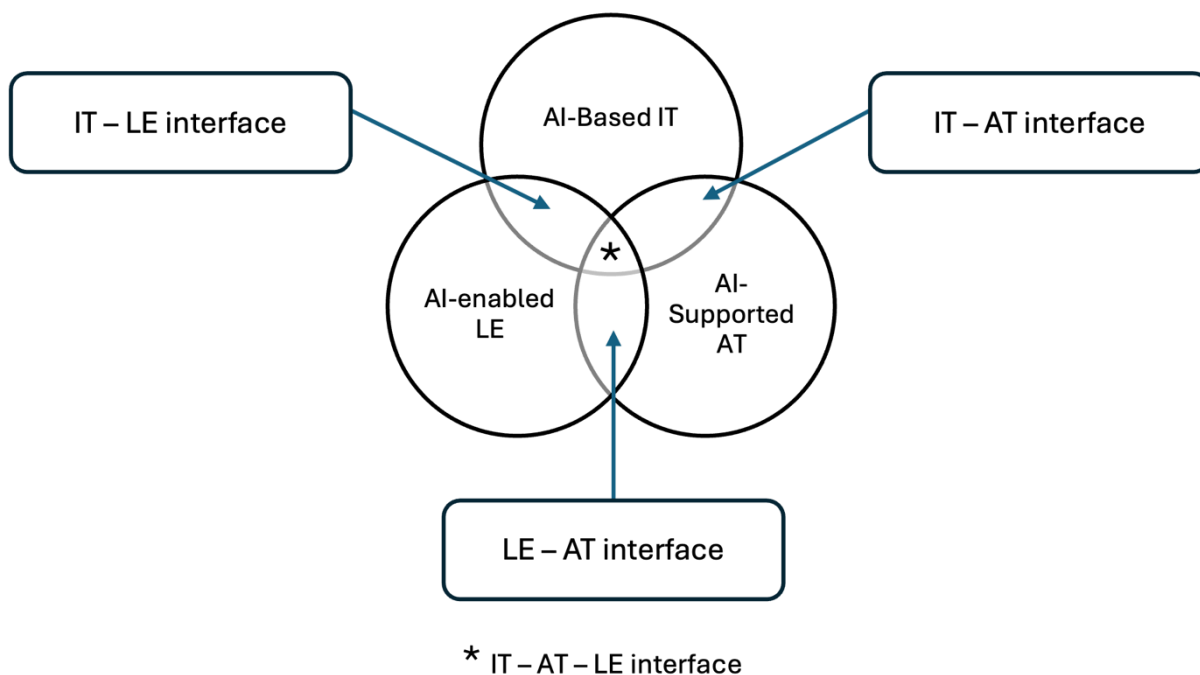 AI-Based IT
IT – LE interface
IT – AT interface
*
AI-enabled
LE
AI-
Supported
AT
LE – AT interface
* IT – AT – LE interface